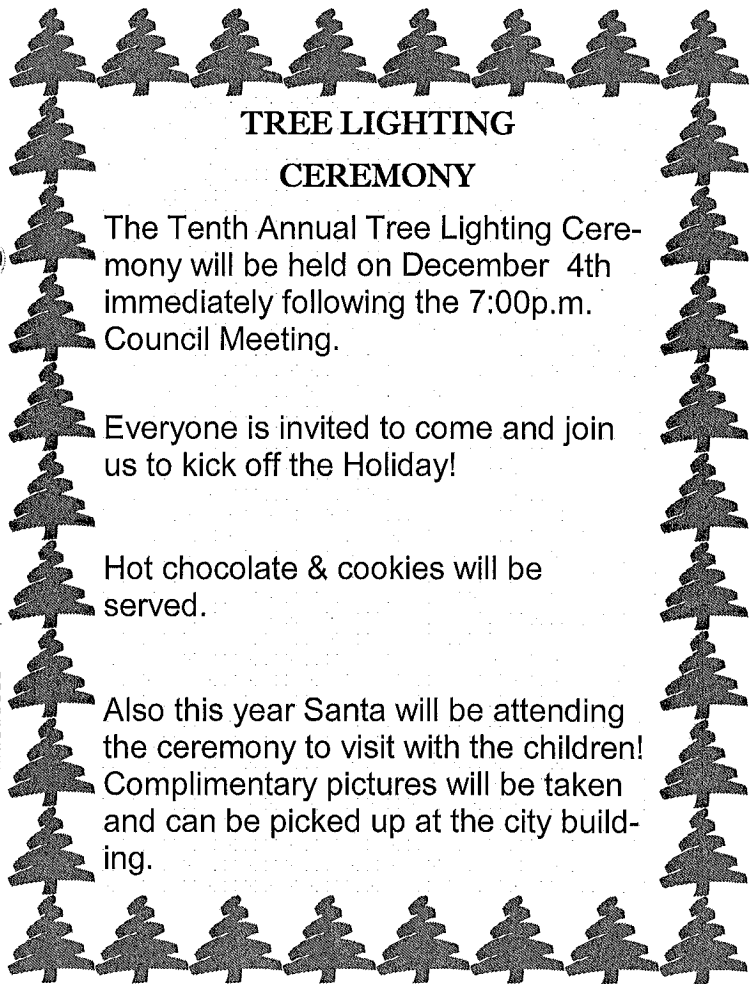 TREE LIGHTING
CEREMONY
The Tenth Annual Tree Lighting Cere-
mony will be held on December  4th
immediately following the 7:00p.m.
Council Meeting.
Everyone is invited to come and join
us to kick off the Holiday!
Hot chocolate & cookies will be
served.
Also this year Santa will be attending
the ceremony to visit with the children!
Complimentary pictures will be taken
and can be picked up at the city build-
ing.